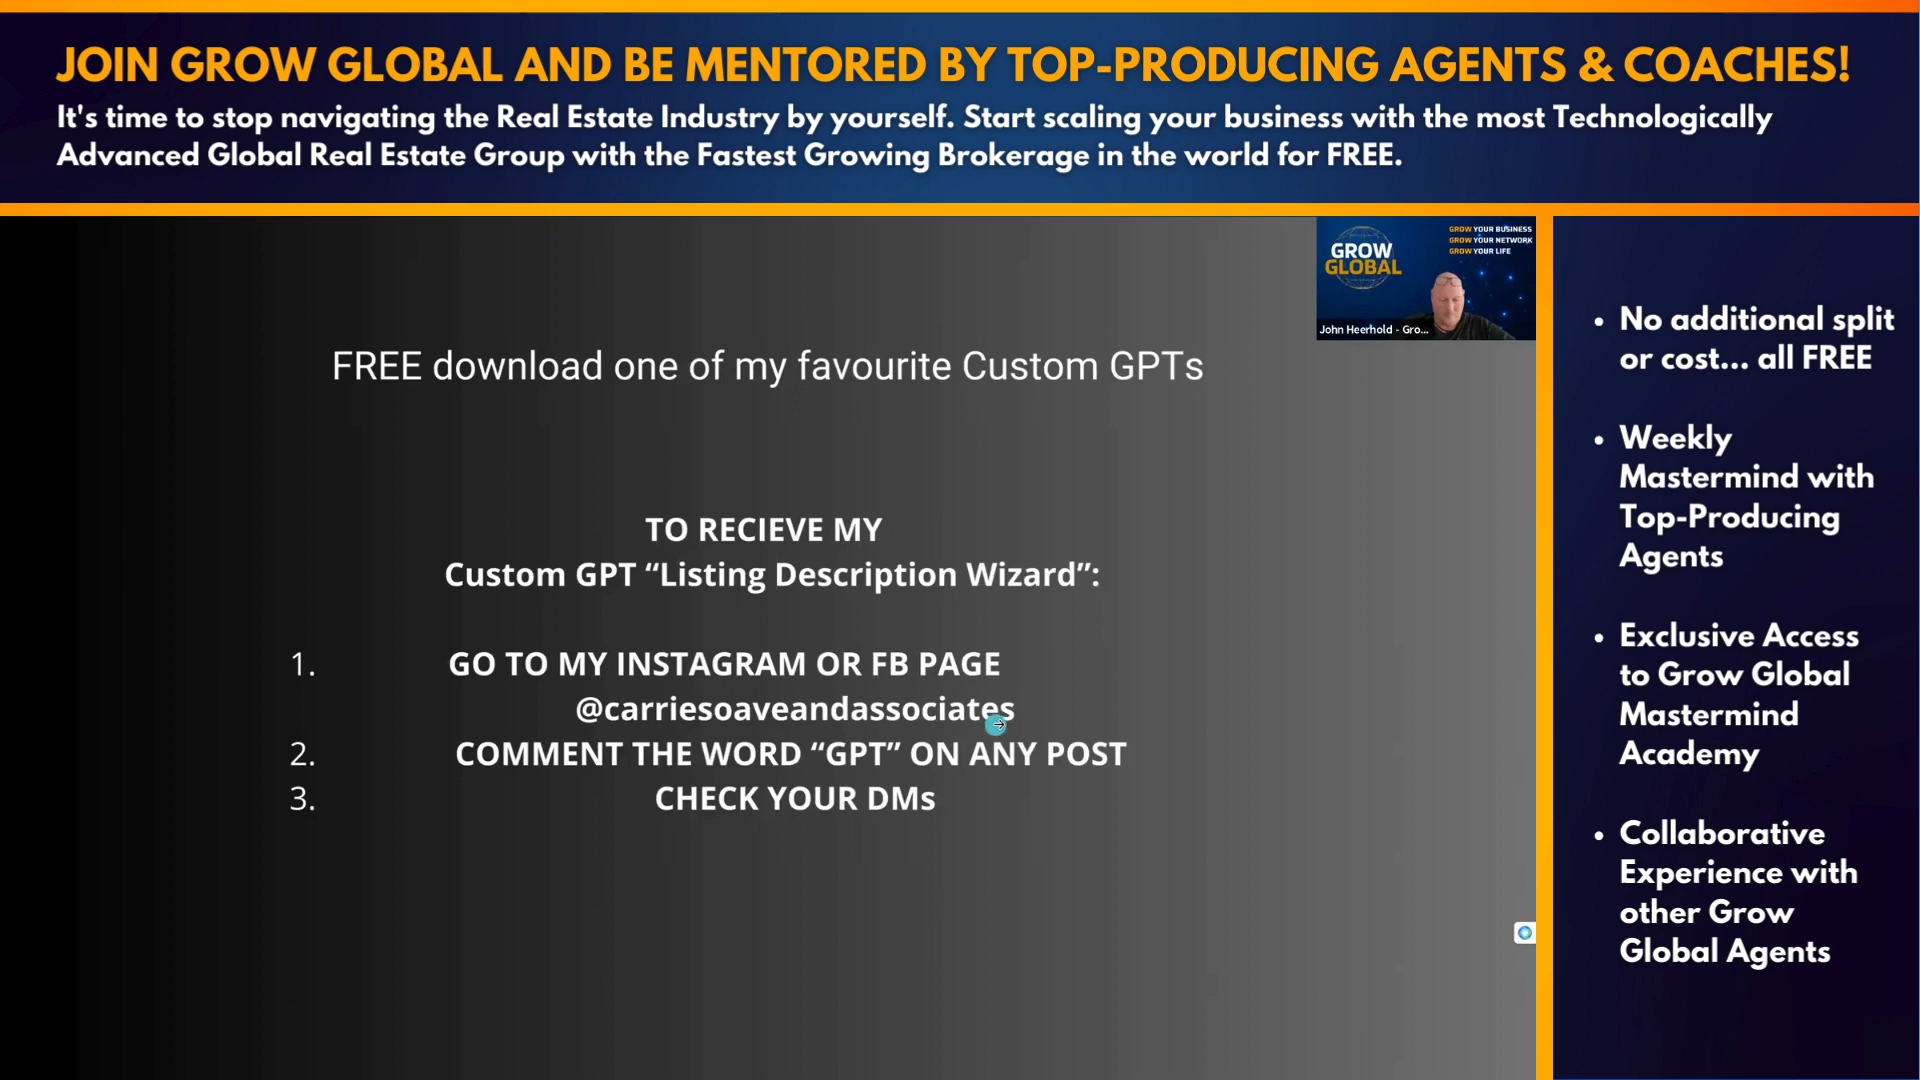 JOIN GROW GLOBAL AND BE MENTORED BY TOP-PRODUCING AGENTS & COACHES!
It's time to stop navigating the Real Estate Industry by yourself. Start scaling your business with the most Technologically
Advanced Global Real Estate Group with the Fastest Growing Brokerage in the world for FREE.
GROW
GLOBAL
GROW YOUR BUSINESS
GROW YOUR NETWORK
GROW YOUR LIFE
John Heerhold - Gro...
FREE download one of my favourite Custom GPTs
TO RECIEVE MY
Custom GPT “Listing Description Wizard”:
1. GO TO MY INSTAGRAM OR FB PAGE
@carriesoaveandassociates
2. COMMENT THE WORD “GPT” ON ANY POST
3. CHECK YOUR DMs
• No additional split
or cost... all FREE
• Weekly
Mastermind with
Top-Producing
Agents
• Exclusive Access
to Grow Global
Mastermind
Academy
• Collaborative
Experience with
other Grow
Global Agents